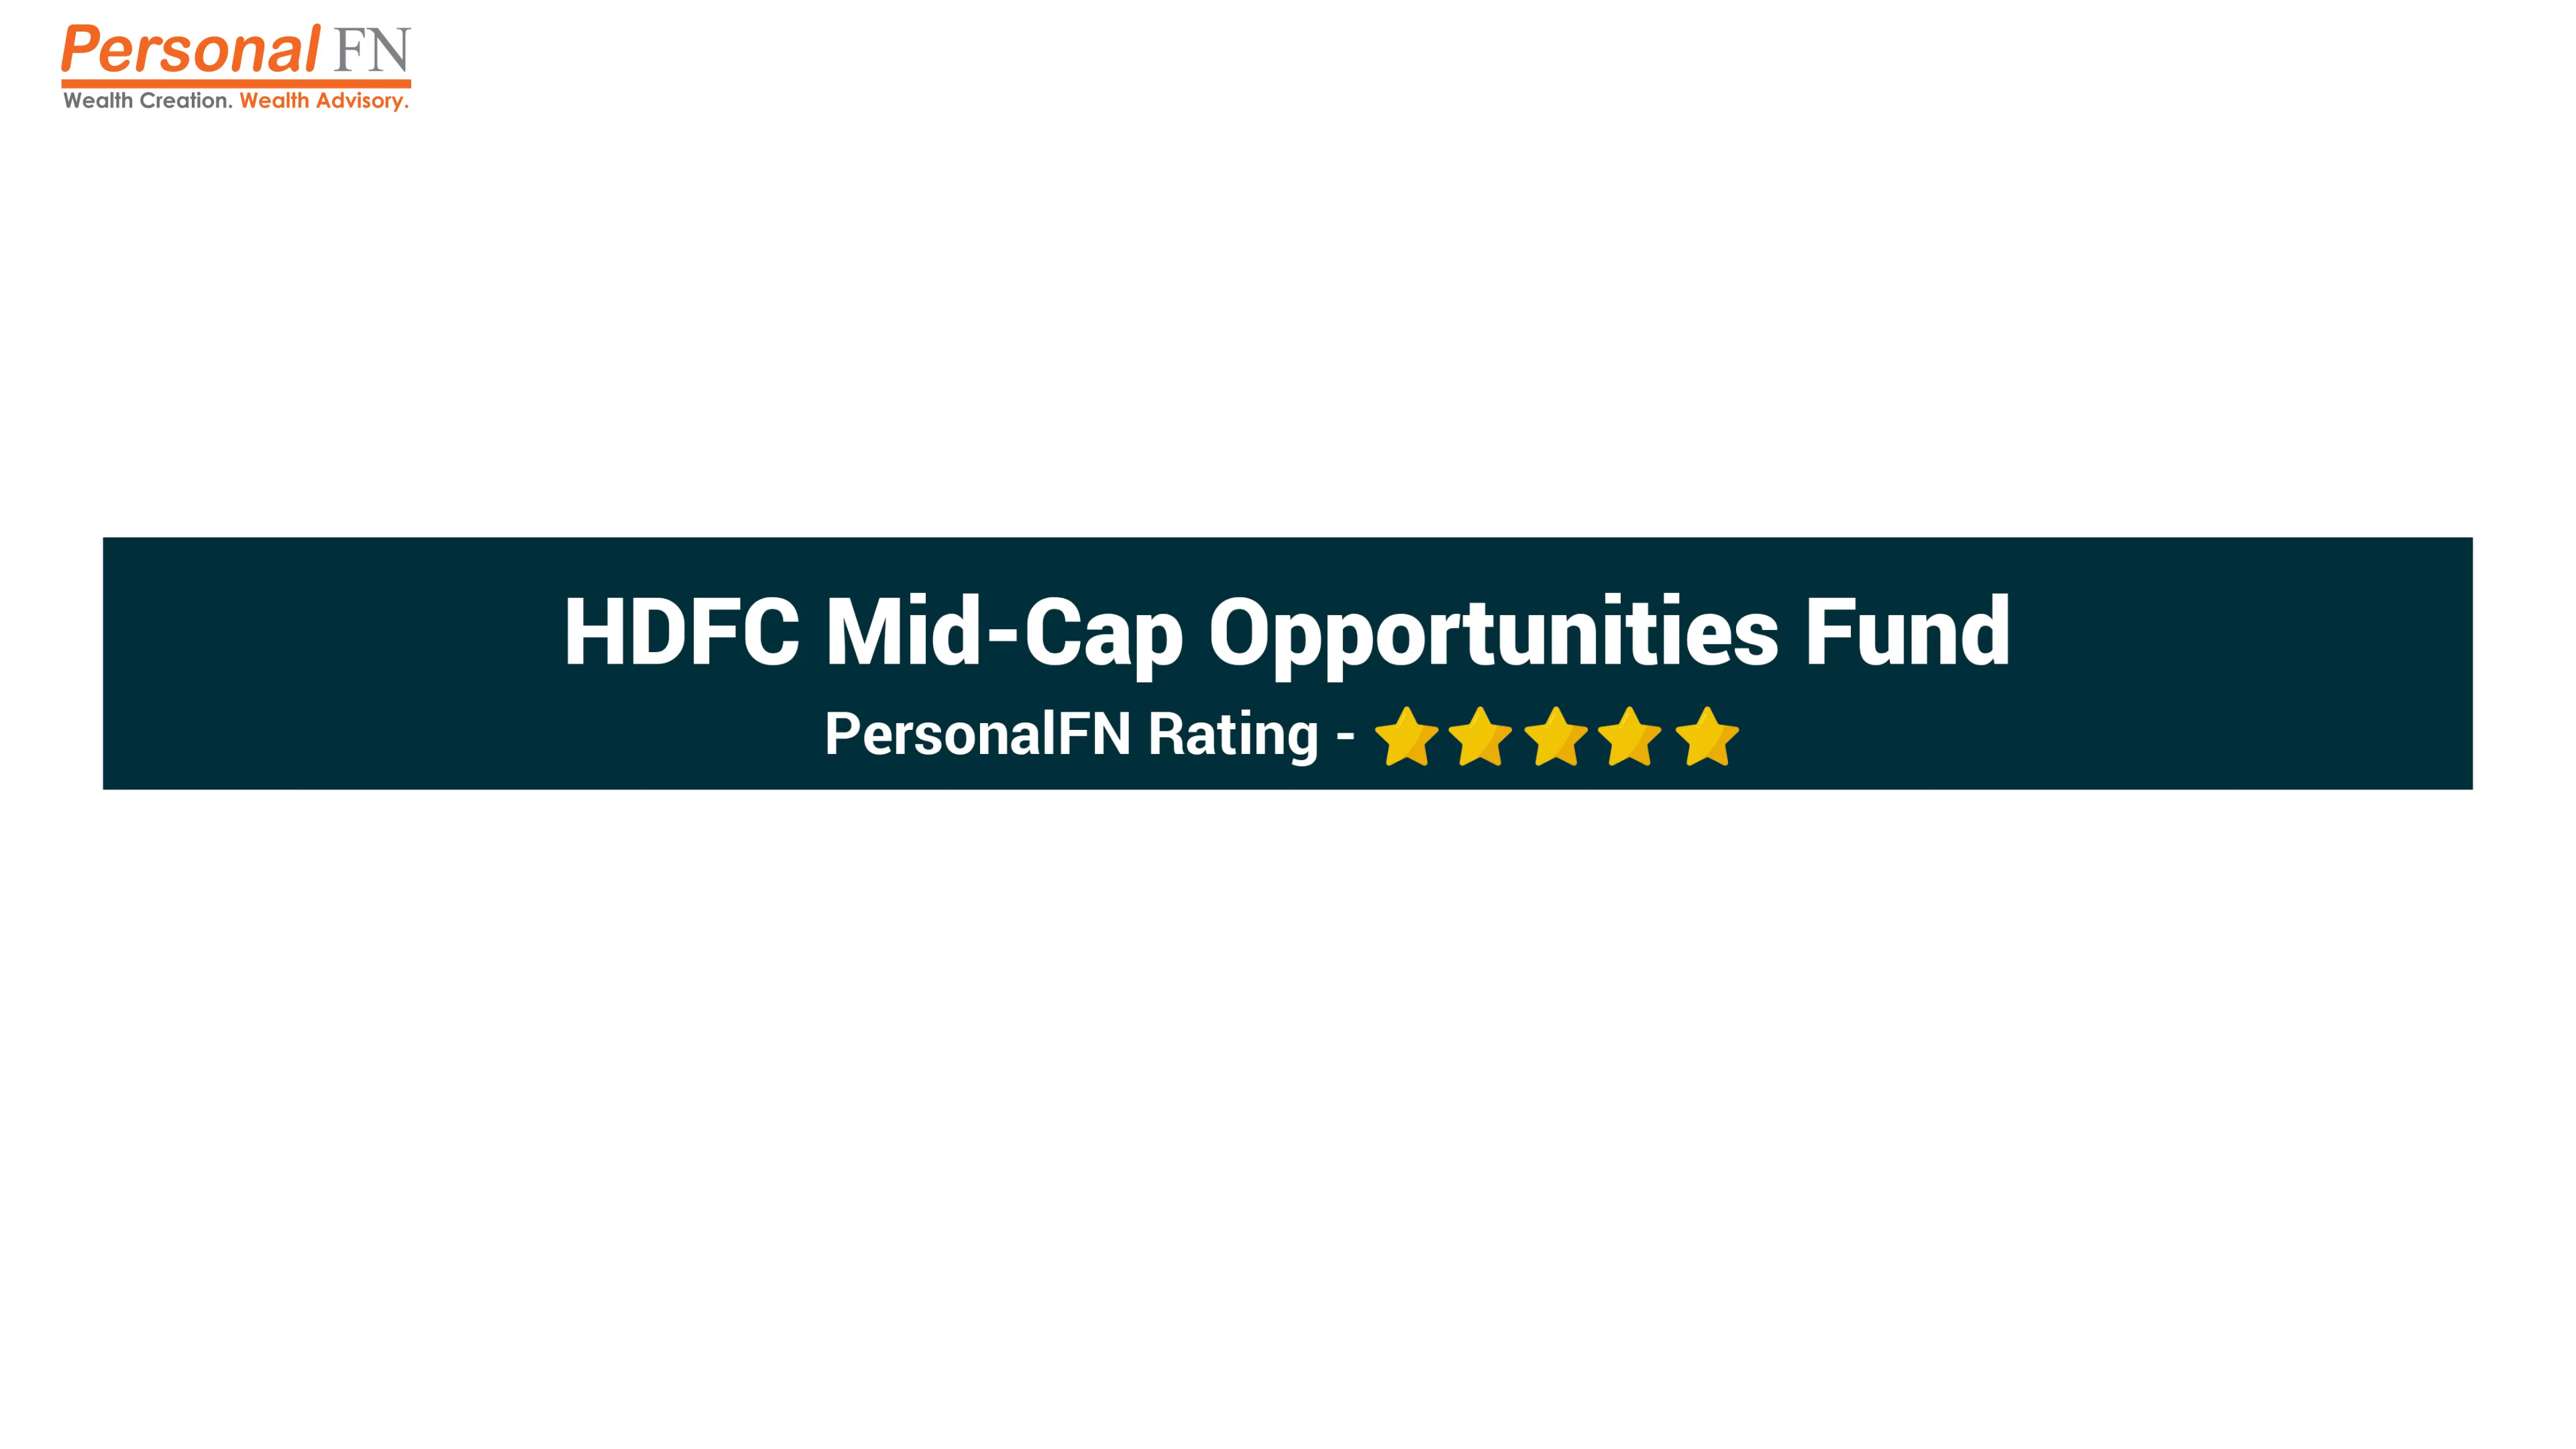 Personal FN
Wealth Creation. Wealth Advisory.
HDFC Mid-Cap Opportunities Fund
PersonalFN Rating -